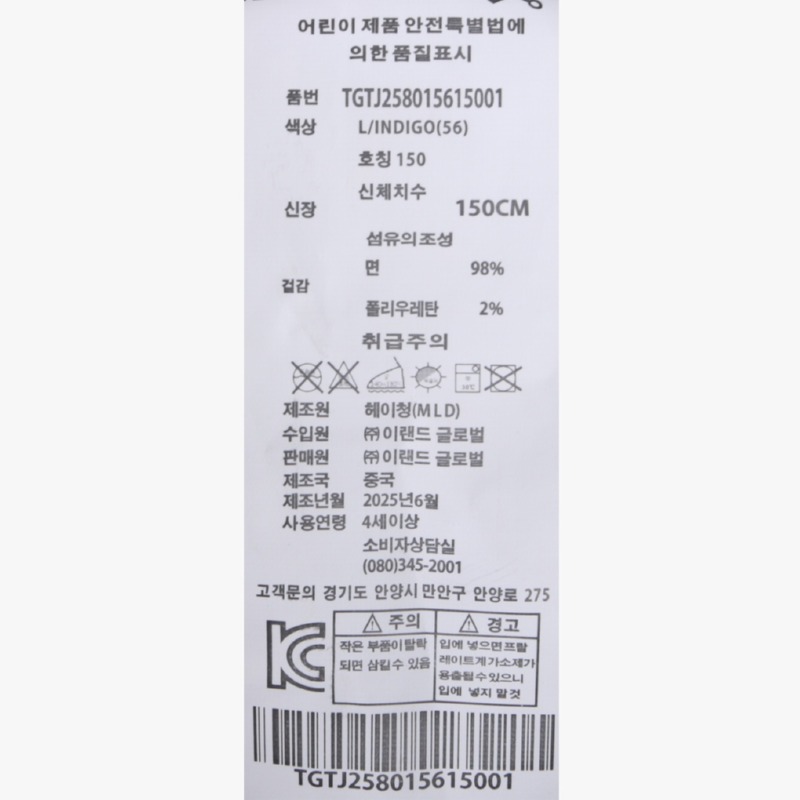 어린이 제품 안전특별법에
의한 품질표시
품번 TGTJ258015615001
색상 L/INDIGO(56)
호칭 150
신체치수
신장 150CM
섬유의조성
면 98%
겉감
폴리우레탄 2%
취급주의
제조원 헤이청(MLD)
수입원 ㈜이랜드 글로벌
판매원 ㈜이랜드 글로벌
제조국 중국
제조년월 2025년6월
사용연령 4세이상
소비자상담실
(080)345-2001
고객문의 경기도 안양시 만안구 안양로 275
주의
작은 부품이탈락
되면 삼킬수 있음
경고
입에 넣으면프탈
레이트계가소제가
용출될수있으니
입에 넣지 말것
TGTJ258015615001